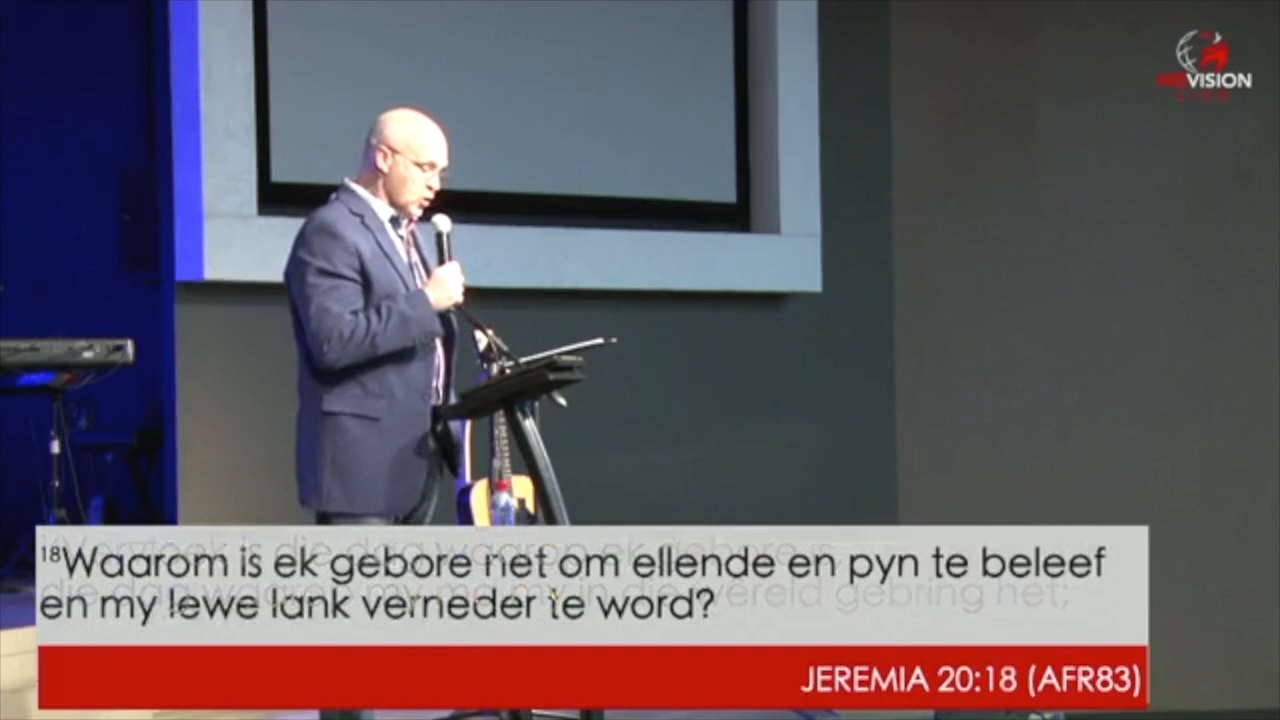 VISION
¹⁸Waarom is ek gebore net om ellende en pyn te beleef
en my lewe lank verneder te word?
JEREMIA 20:18 (AFR83)